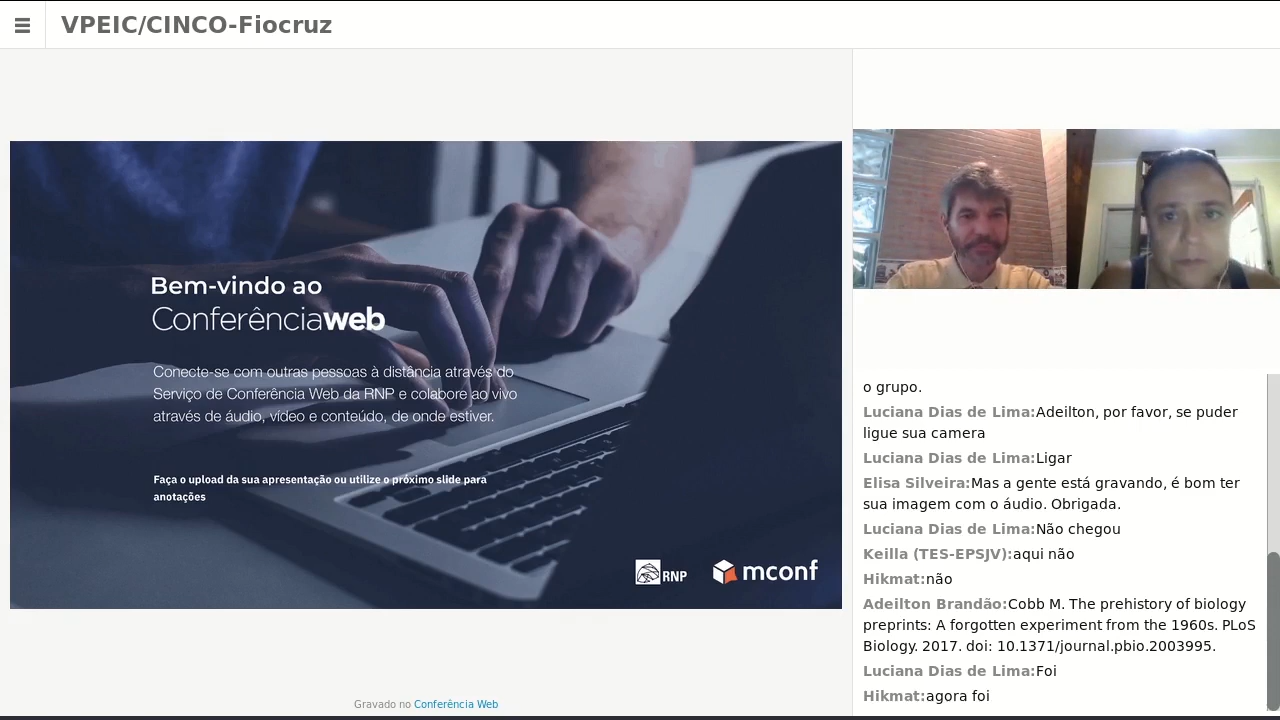 VPEIC/CINCO-Fiocruz
Bem-vindo ao
Conferênciaweb
Conecte-se com outras pessoas à distância através do
Serviço de Conferência Web da RNP e colabore ao vivo
através de áudio, vídeo e conteúdo, de onde estiver.
Faça o upload da sua apresentação ou utilize o próximo slide para
anotações
RNP
mconf
Gravado no Conferência Web
o grupo.
Luciana Dias de Lima:Adeilton, por favor, se puder
ligue sua camera
Luciana Dias de Lima:Ligar
Elisa Silveira:Mas a gente está gravando, é bom ter
sua imagem com o áudio. Obrigada.
Luciana Dias de Lima:Não chegou
Keilla (TES-EPSJV):aqui não
Hikmat:não
Adeilton Brandão:Cobb M. The prehistory of biology
preprints: A forgotten experiment from the 1960s. PLoS
Biology. 2017. doi: 10.1371/journal.pbio.2003995.
Luciana Dias de Lima:Foi
Hikmat:agora foi